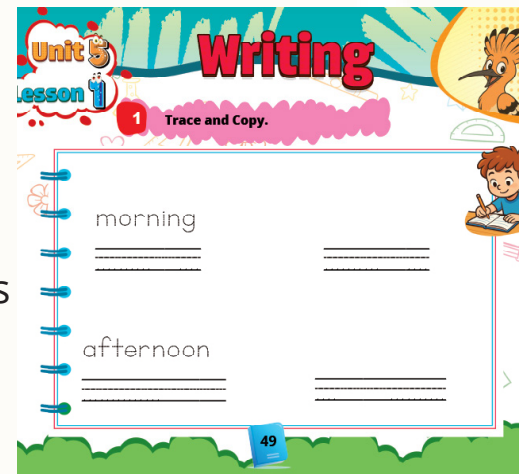 Unit 5
Lesson 1
Writing
1 Trace and Copy.
morning
s
afternoon
49